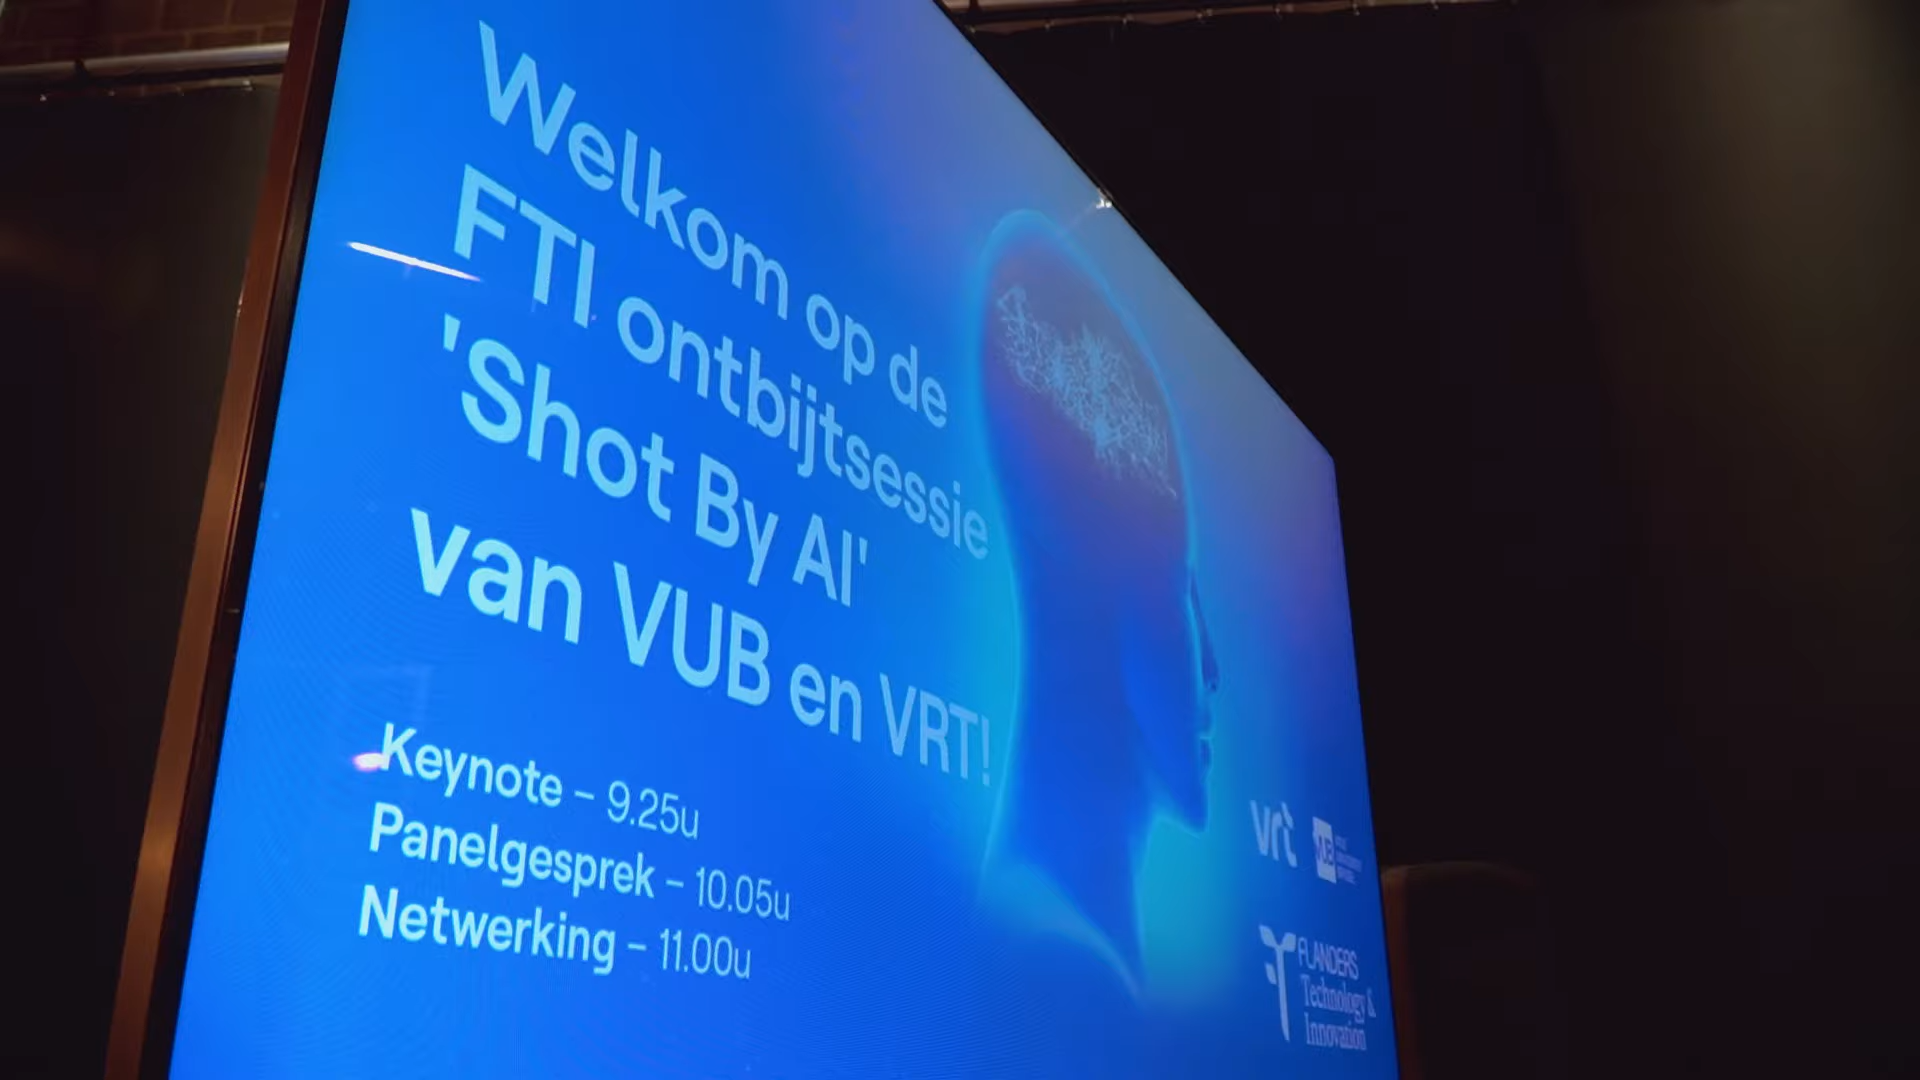 Welkom op de
FTI ontbijtsessie
'Shot By AI'
van VUB en VRT!
Keynote – 9.25u
Panelgesprek – 10.05u
Netwerking – 11.00u
vrt
VUB
FLANDERS
Technology &
Innovation